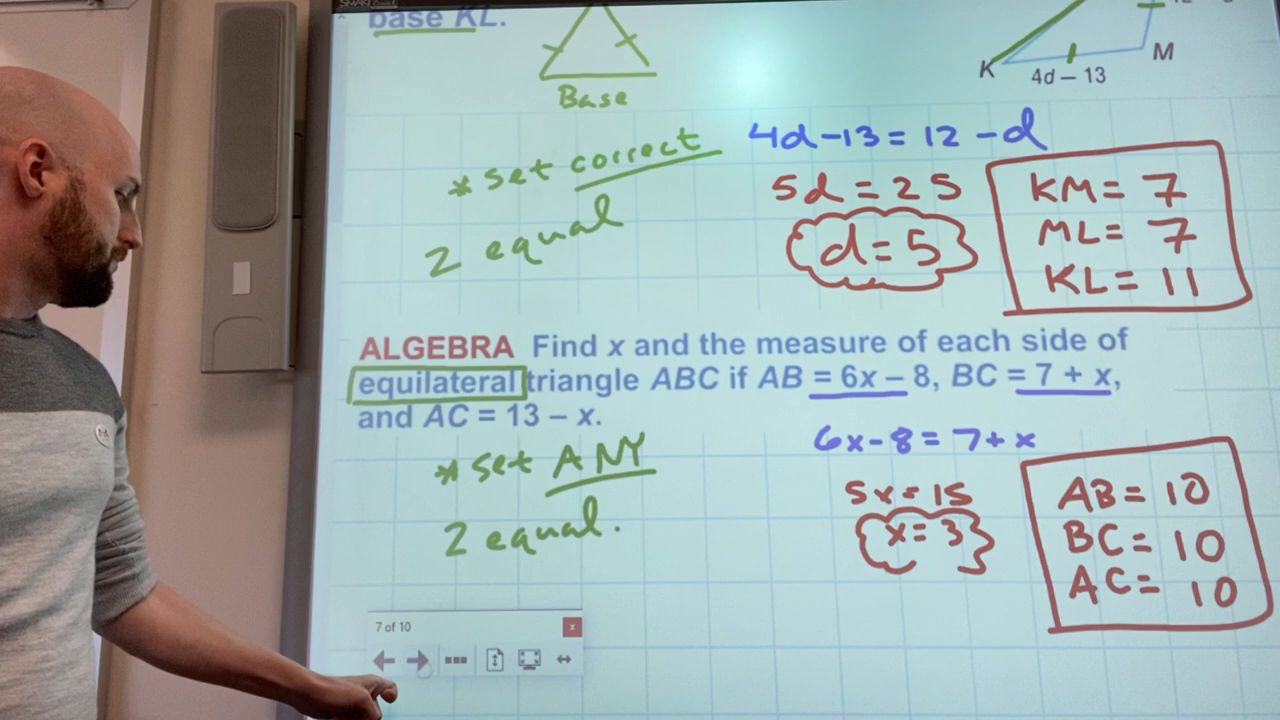 SMART
base KL.
Base
K
M
4d – 13
*set correct
2 equal
4d-13=12-d
5d=25
d=5
KM=7
ML=7
KL=11
ALGEBRA Find x and the measure of each side of
equilateral triangle ABC if AB = 6x – 8, BC = 7 + x,
and AC = 13 – x.
*set ANY
2 equal.
6x-8=7+x
5x=15
x=3
AB=10
BC=10
AC=10
7 of 10
x